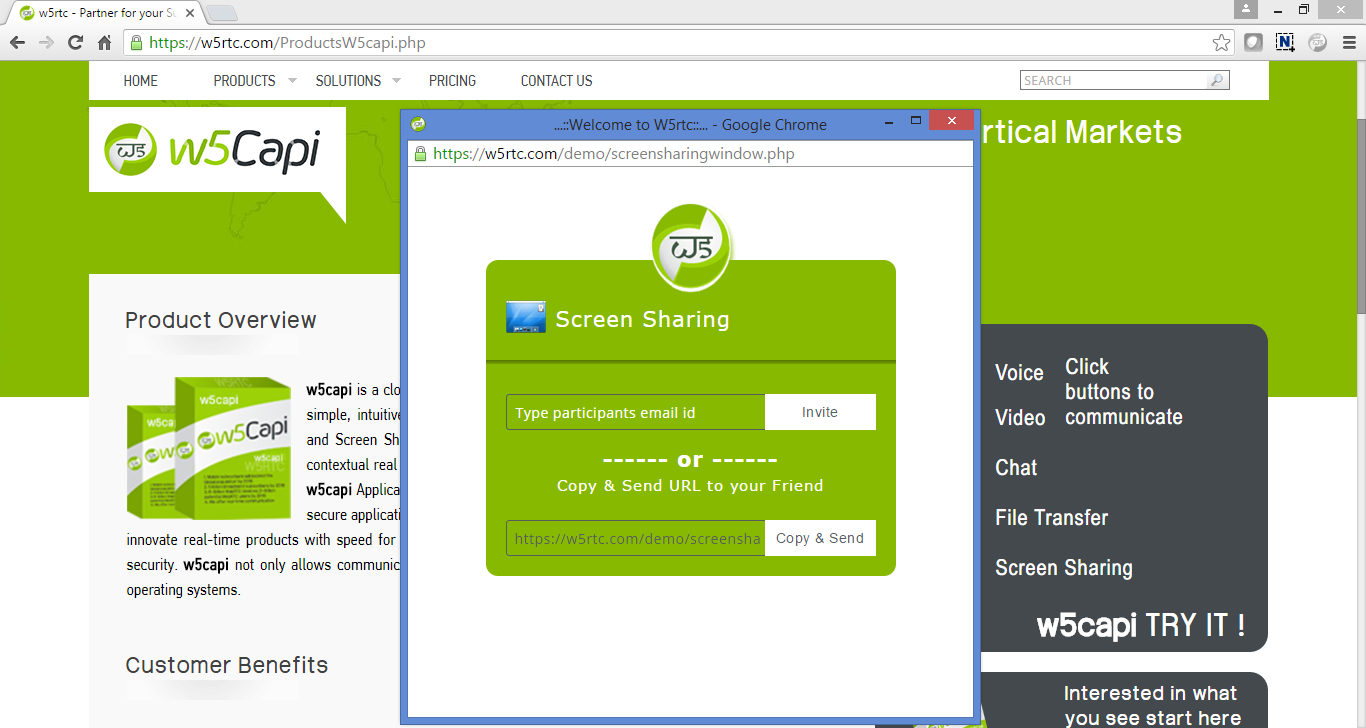 w5rtc - Partner for your Su
https://w5rtc.com/ProductsW5capi.php
HOME PRODUCTS SOLUTIONS PRICING CONTACT US SEARCH
w5Capi
rtical Markets
Product Overview
w5capi is a clo
simple, intuitive
and Screen Sh
contextual real
w5capi Applica
secure applicati
innovate real-time products with speed for
security. w5capi not only allows communic
operating systems.
w5capi
w5Capi
w5capi
W5RTC
Customer Benefits
...::Welcome to W5rtc::... - Google Chrome
https://w5rtc.com/demo/screensharingwindow.php
Screen Sharing
Type participants email id Invite
------ or ------
Copy & Send URL to your Friend
https://w5rtc.com/demo/screensha Copy & Send
Voice
Video
Chat
File Transfer
Screen Sharing
Click
buttons to
communicate
w5capi TRY IT !
Interested in what
you see start here